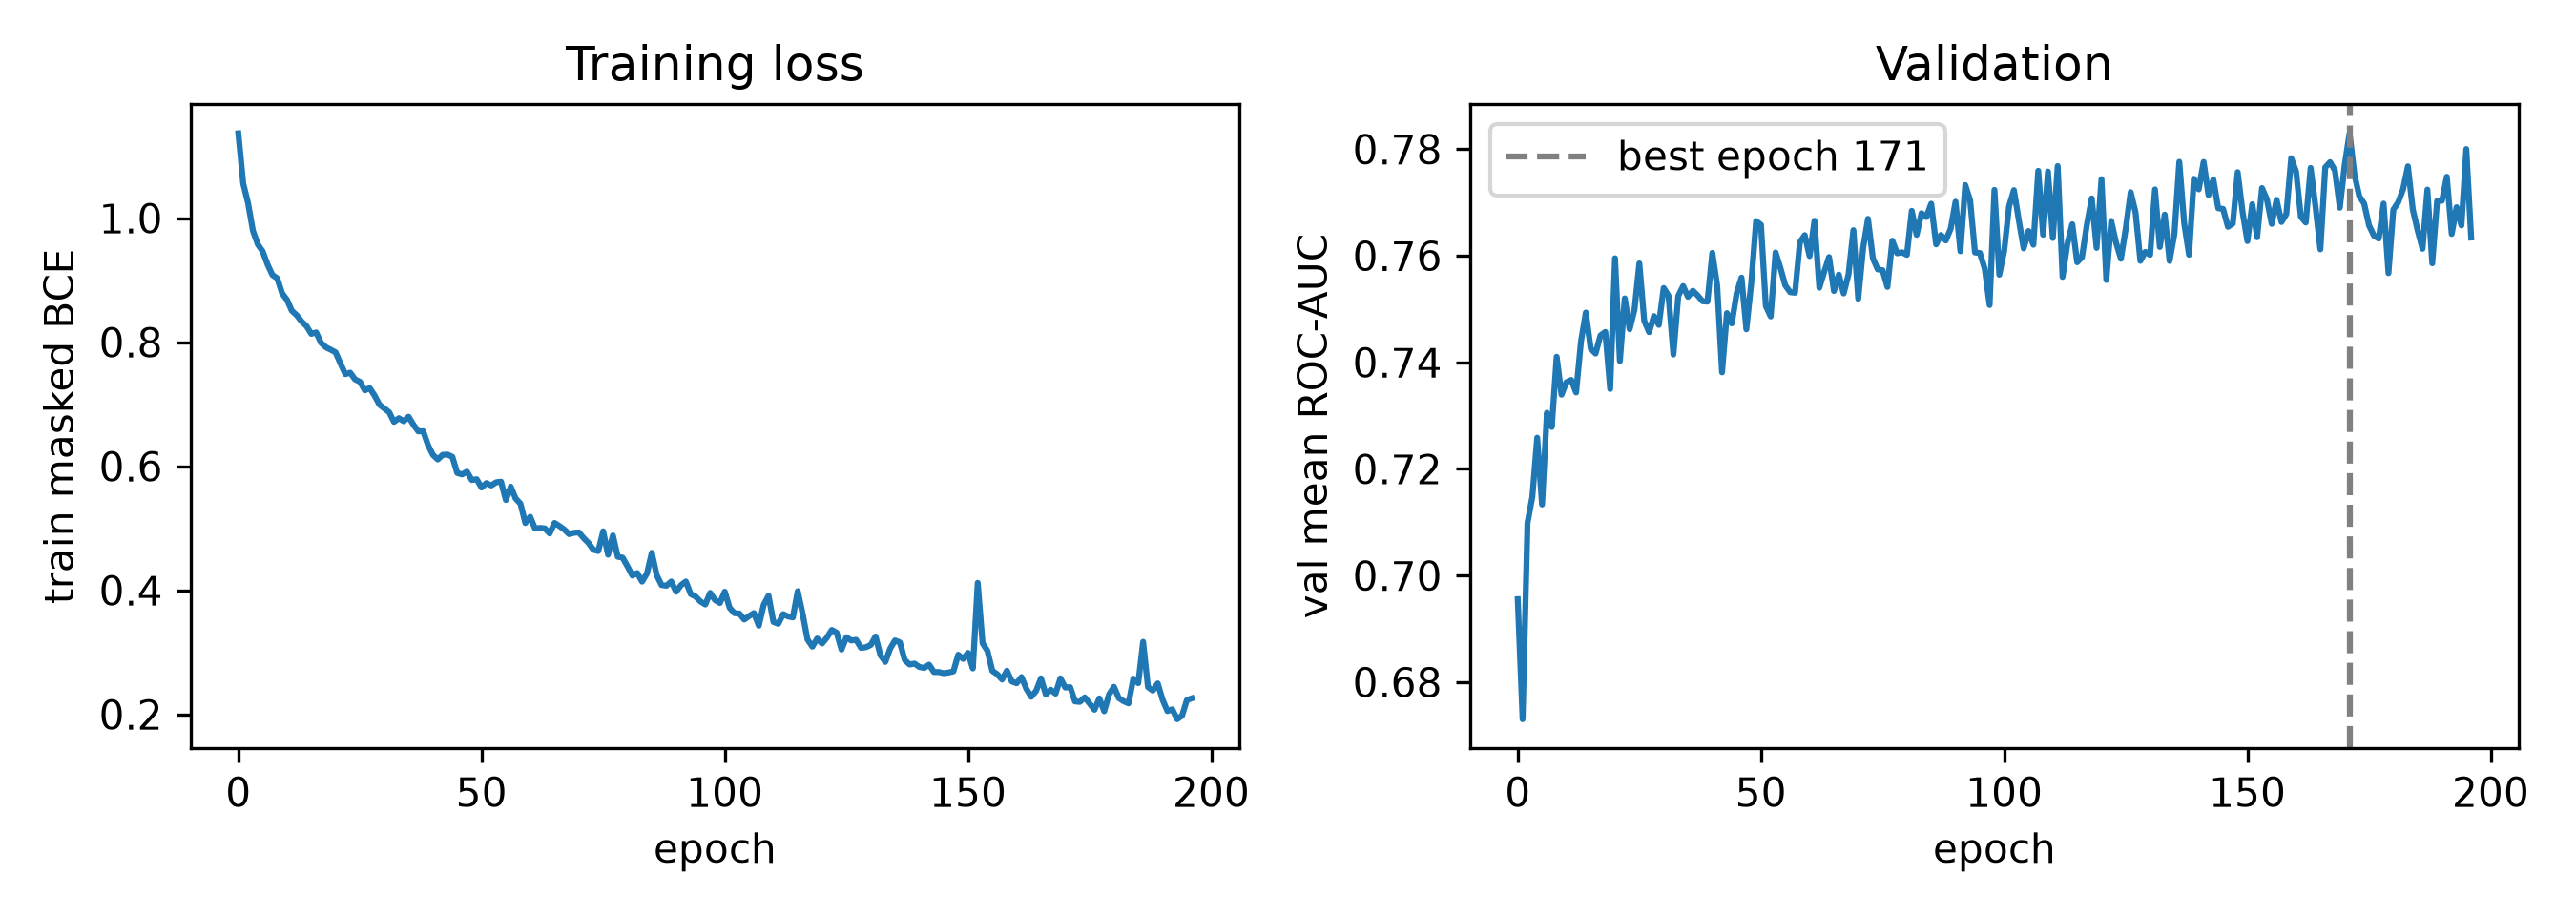 Training loss
train masked BCE
1.0
0.8
0.6
0.4
0.2
0 50 100 150 200
epoch
Validation
best epoch 171
val mean ROC-AUC
0.78
0.76
0.74
0.72
0.70
0.68
0 50 100 150 200
epoch